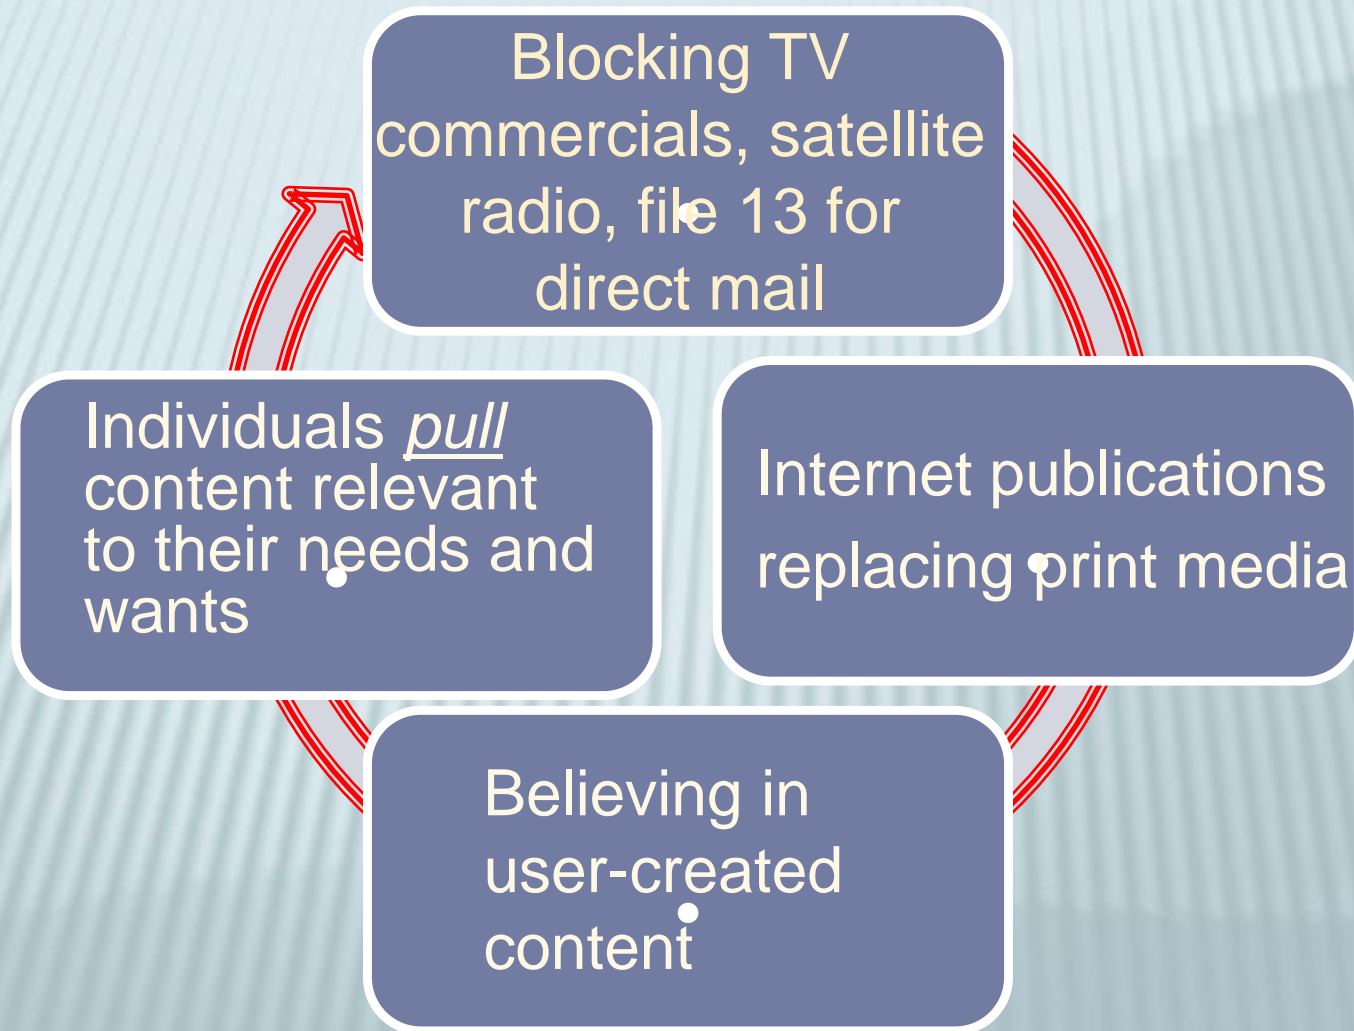 Blocking TV
commercials, satellite
radio, file 13 for
direct mail
Individuals pull
content relevant
to their needs and
wants
Internet publications
replacing print media
Believing in
user-created
content